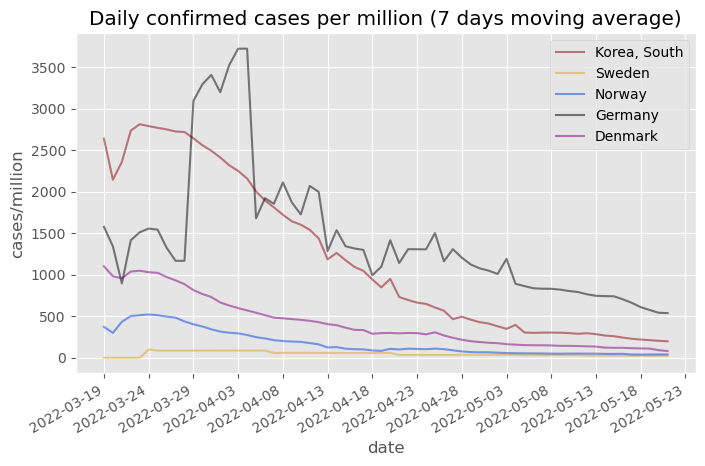 Daily confirmed cases per million (7 days moving average)
cases/million
3500
3000
2500
2000
1500
1000
500
0
Korea, South
Sweden
Norway
Germany
Denmark
2022-03-19
2022-03-24
2022-03-29
2022-04-03
2022-04-08
2022-04-13
2022-04-18
2022-04-23
2022-04-28
2022-05-03
2022-05-08
2022-05-13
2022-05-18
2022-05-23
date